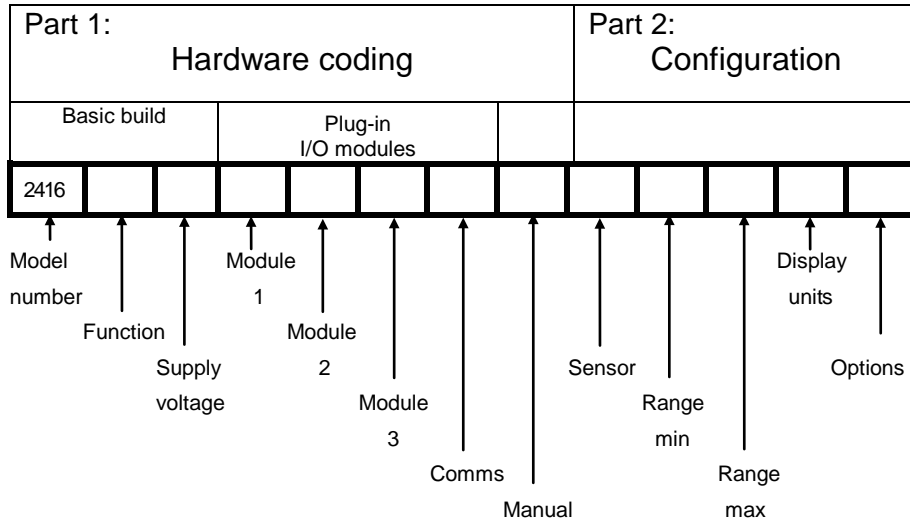 Part 1:
Hardware coding
Part 2:
Configuration
Basic build
Plug-in
I/O modules
2416
Model
number
Function
Supply
voltage
Module
1
Module
2
Module
3
Comms
Manual
Sensor
Range
min
Range
max
Display
units
Options